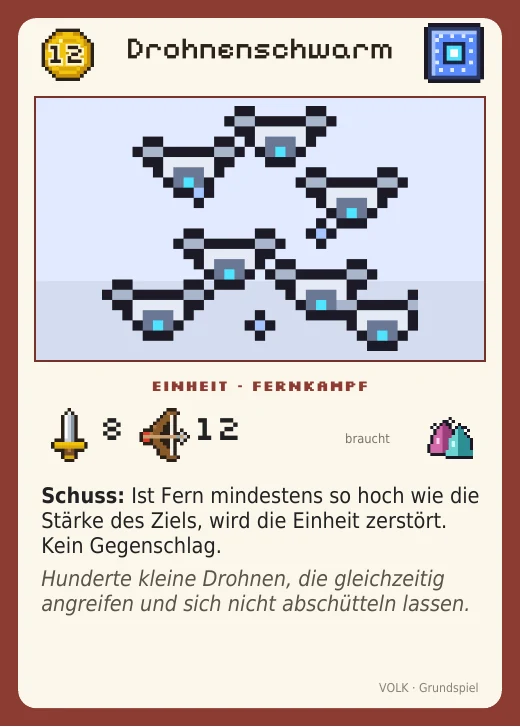 12 Drohnenschwarm
EINHEIT - FERNKAMPF
8 12 braucht
Schuss: Ist Fern mindestens so hoch wie die
Stärke des Ziels, wird die Einheit zerstört.
Kein Gegenschlag.
Hunderte kleine Drohnen, die gleichzeitig
angreifen und sich nicht abschütteln lassen.
VOLK · Grundspiel